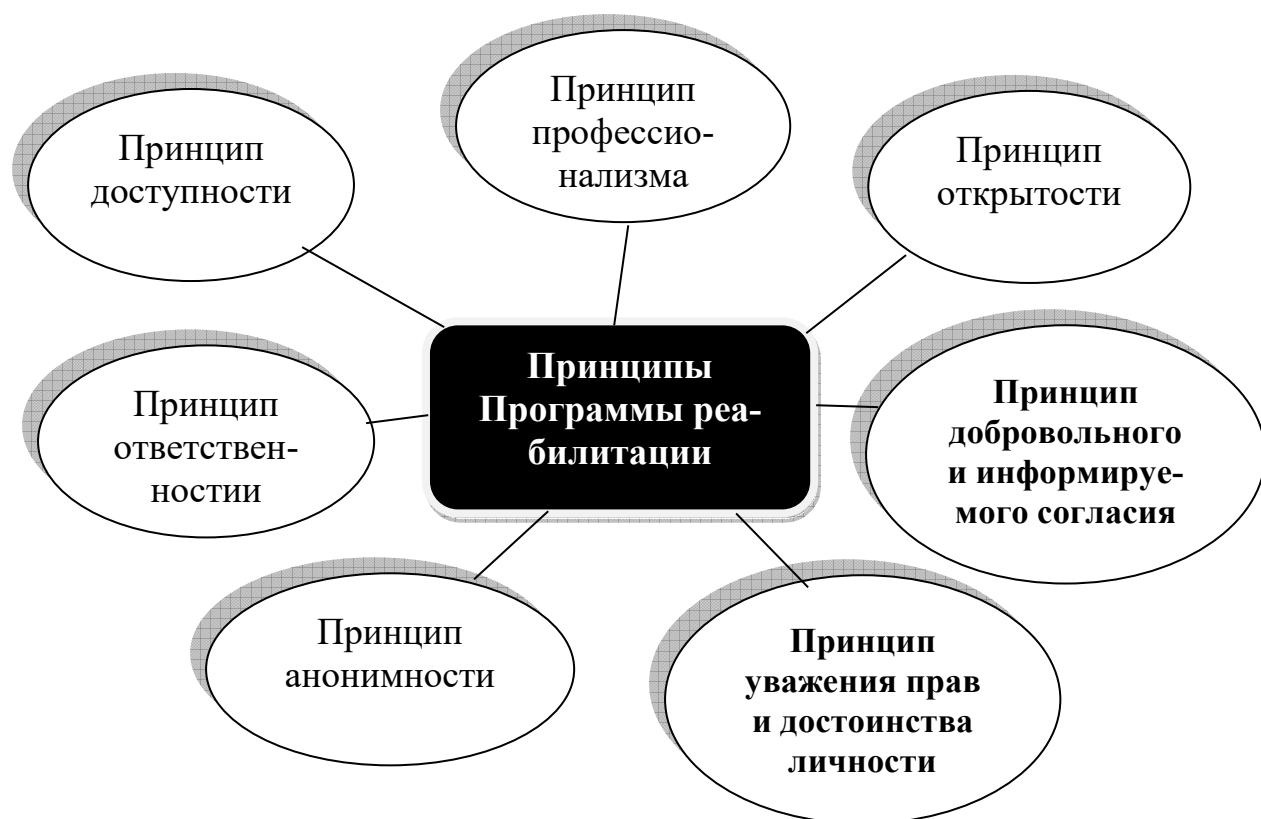 Принцип
доступности
Принцип
профессио-
нализма
Принцип
открытости
Принципы
Программы реа-
билитации
Принцип
ответствен-
ностии
Принцип
добровольного
и информируе-
мого согласия
Принцип
анонимности
Принцип
уважения прав
и достоинства
личности